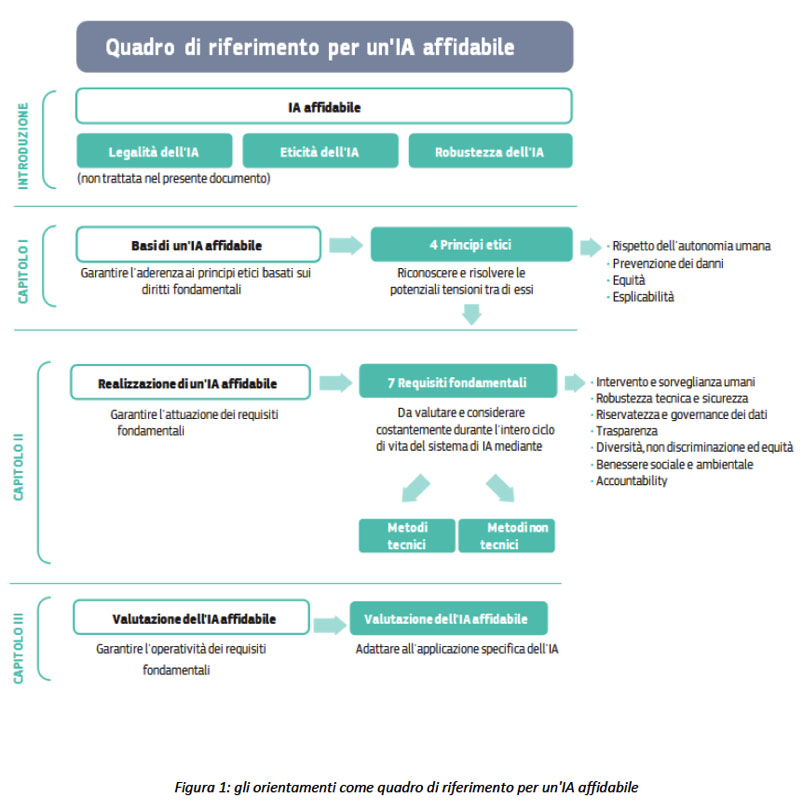 Quadro di riferimento per un'IA affidabile
INTRODUZIONE
IA affidabile
Legalità dell'IA
Eticità dell'IA
Robustezza dell'IA
(non trattata nel presente documento)
CAPITOLO I
Basi di un'IA affidabile
Garantire l'aderenza ai principi etici basati sui
diritti fondamentali
4 Principi etici
Riconoscere e risolvere le
potenziali tensioni tra di essi
· Rispetto dell'autonomia umana
· Prevenzione dei danni
· Equità
· Esplicabilità
CAPITOLO II
Realizzazione di un'IA affidabile
Garantire l'attuazione dei requisiti
fondamentali
7 Requisiti fondamentali
Da valutare e considerare
costantemente durante l'intero ciclo
di vita del sistema di IA mediante
Metodi
tecnici
Metodi non
tecnici
· Intervento e sorveglianza umani
· Robustezza tecnica e sicurezza
· Riservatezza e governance dei dati
· Trasparenza
· Diversità, non discriminazione ed equità
· Benessere sociale e ambientale
· Accountability
CAPITOLO III
Valutazione dell'IA affidabile
Garantire l'operatività dei requisiti
fondamentali
Valutazione dell'IA affidabile
Adattare all'applicazione specifica dell'IA
Figura 1: gli orientamenti come quadro di riferimento per un'IA affidabile